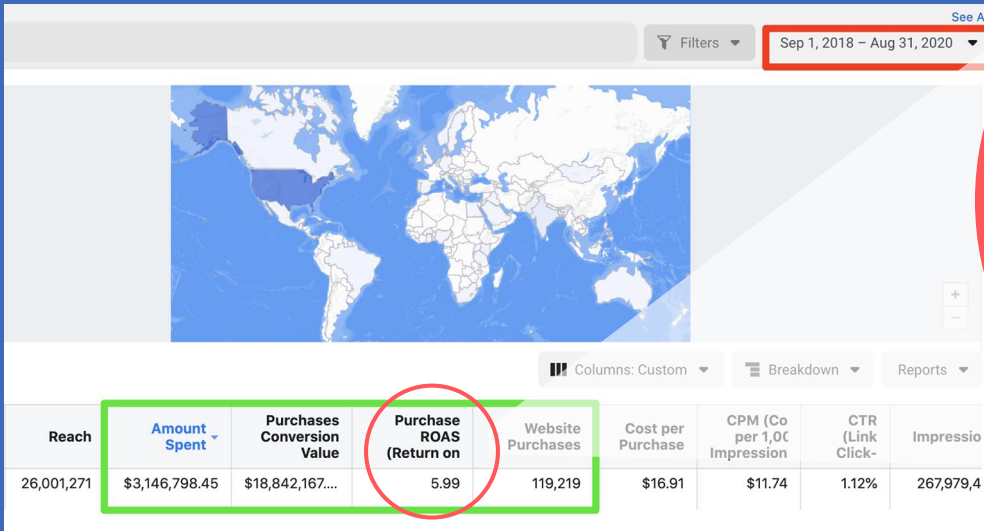 See A
Filters
Sep 1, 2018 – Aug 31, 2020
+
−
Columns: Custom
Breakdown
Reports
Reach
Amount
Spent
Purchases
Conversion
Value
Purchase
ROAS
(Return on
Website
Purchases
Cost per
Purchase
CPM (Co
per 1,00
Impression
CTR
(Link
Click-
Impressio
26,001,271
$3,146,798.45
$18,842,167....
5.99
119,219
$16.91
$11.74
1.12%
267,979,4